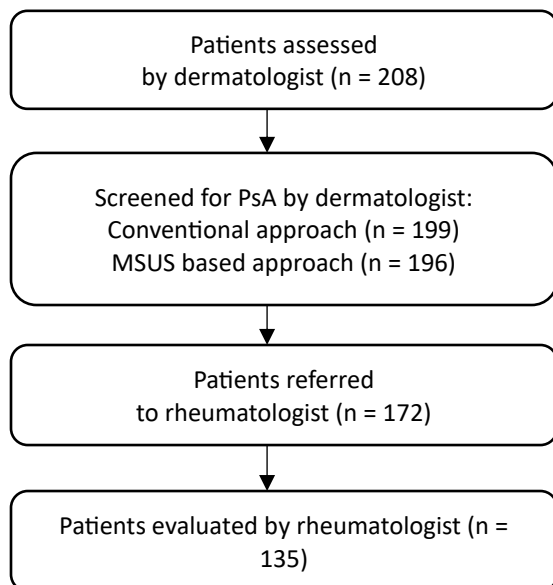 Patients assessed
by dermatologist (n = 208)
Screened for PsA by dermatologist:
Conventional approach (n = 199)
MSUS based approach (n = 196)
Patients referred
to rheumatologist (n = 172)
Patients evaluated by rheumatologist (n =
135)